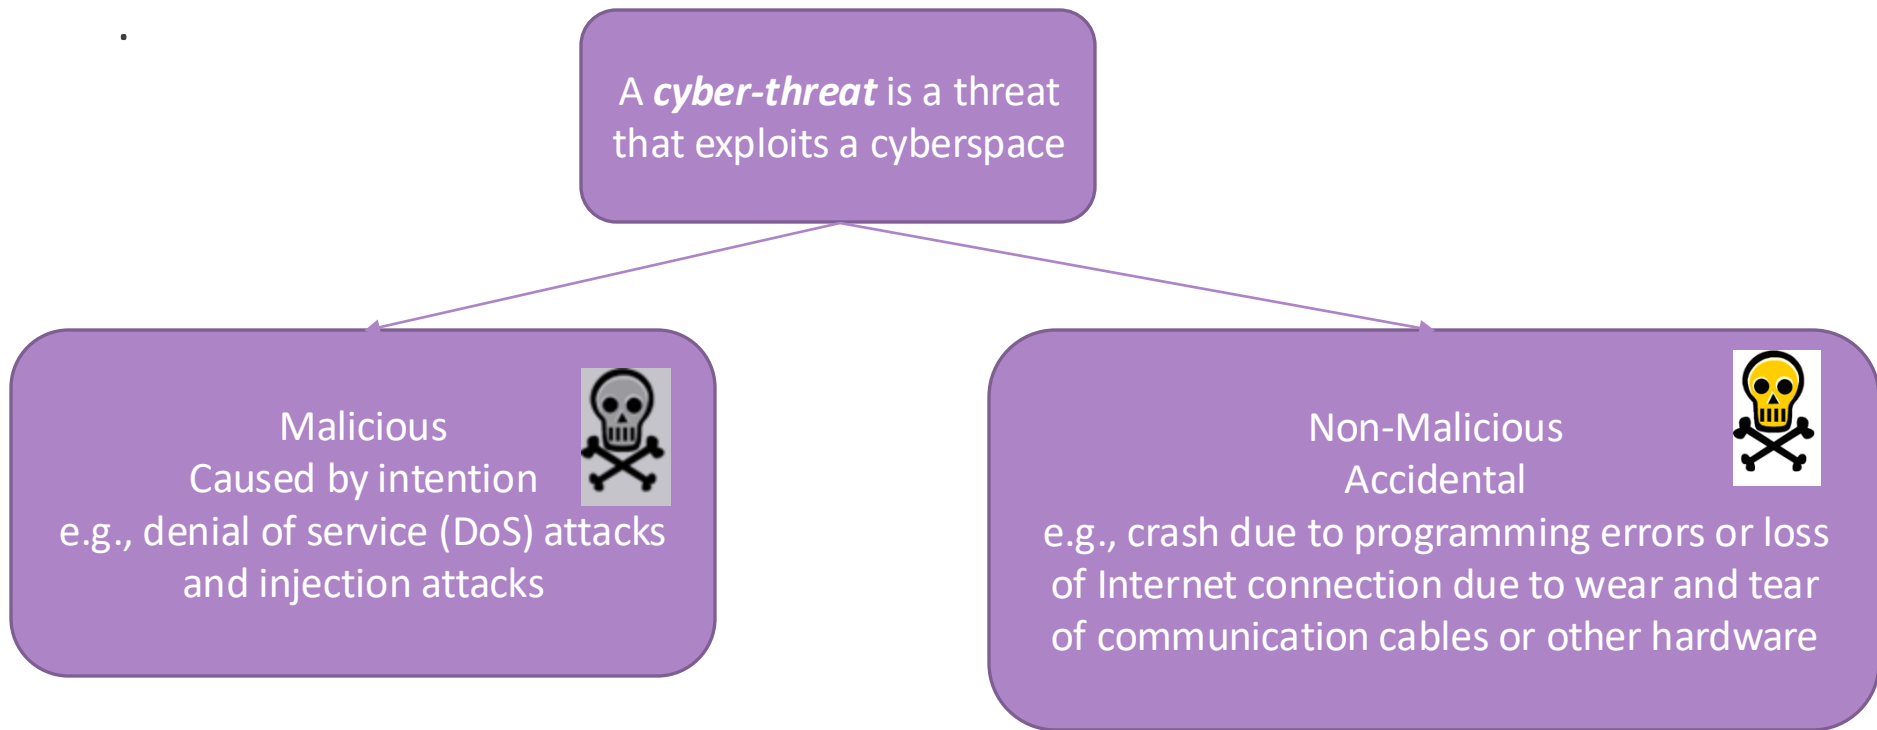 .
A cyber-threat is a threat
that exploits a cyberspace
Malicious
Caused by intention
e.g., denial of service (DoS) attacks
and injection attacks
Non-Malicious
Accidental
e.g., crash due to programming errors or loss
of Internet connection due to wear and tear
of communication cables or other hardware